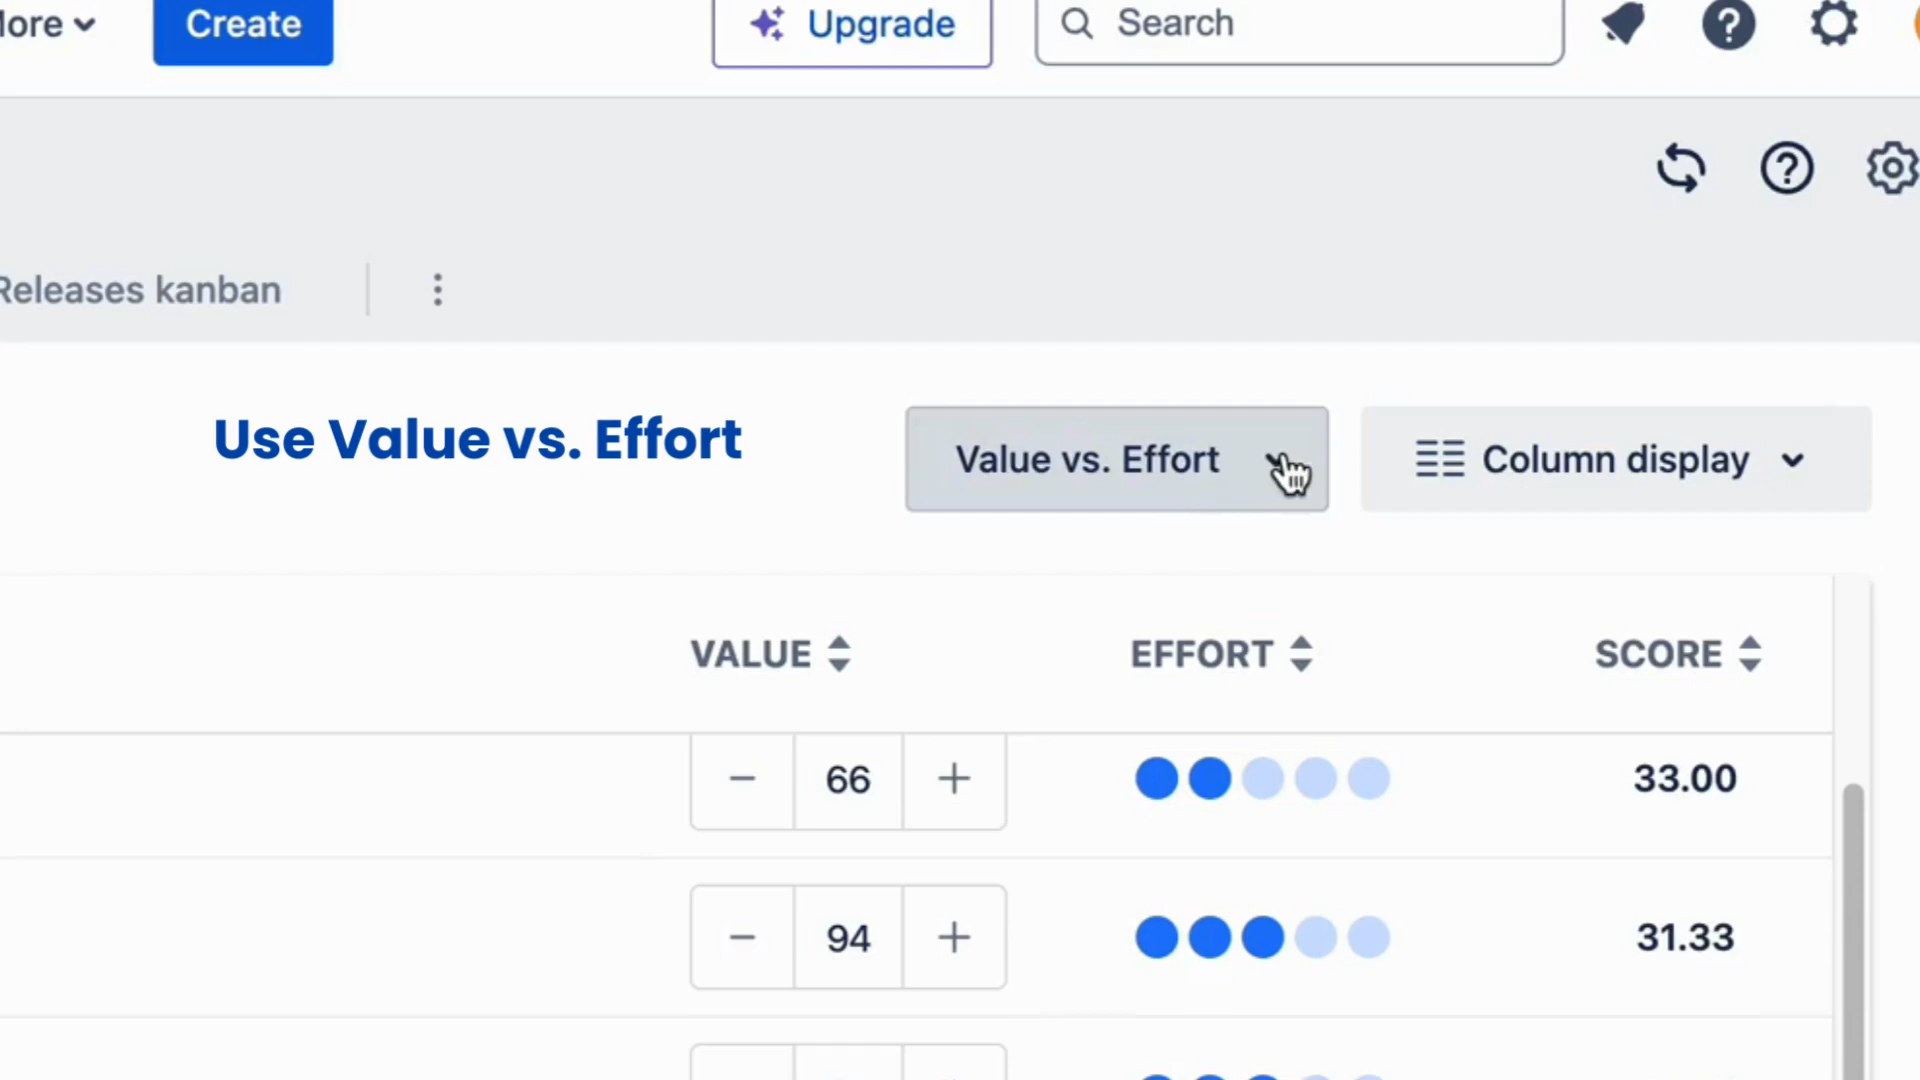 Create
Upgrade
Search
Releases kanban
Use Value vs. Effort
Value vs. Effort
Column display
VALUE
EFFORT
SCORE
66
33.00
94
31.33